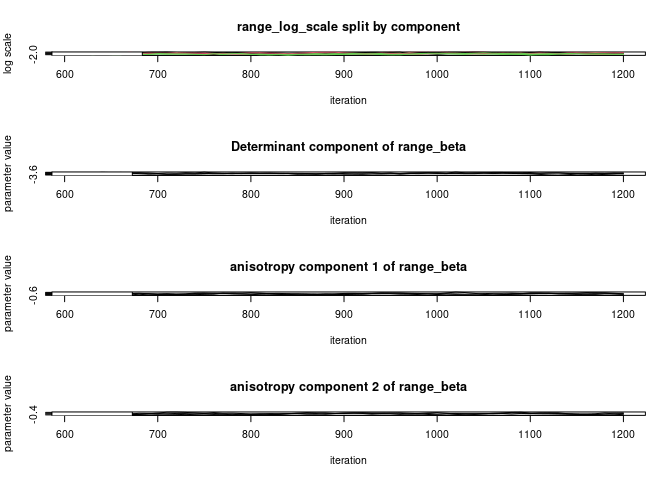 range_log_scale split by component
log scale
-2.0
600 700 800 900 1000 1100 1200
iteration
Determinant component of range_beta
parameter value
-3.6
600 700 800 900 1000 1100 1200
iteration
anisotropy component 1 of range_beta
parameter value
-0.6
600 700 800 900 1000 1100 1200
iteration
anisotropy component 2 of range_beta
parameter value
-0.4
600 700 800 900 1000 1100 1200
iteration